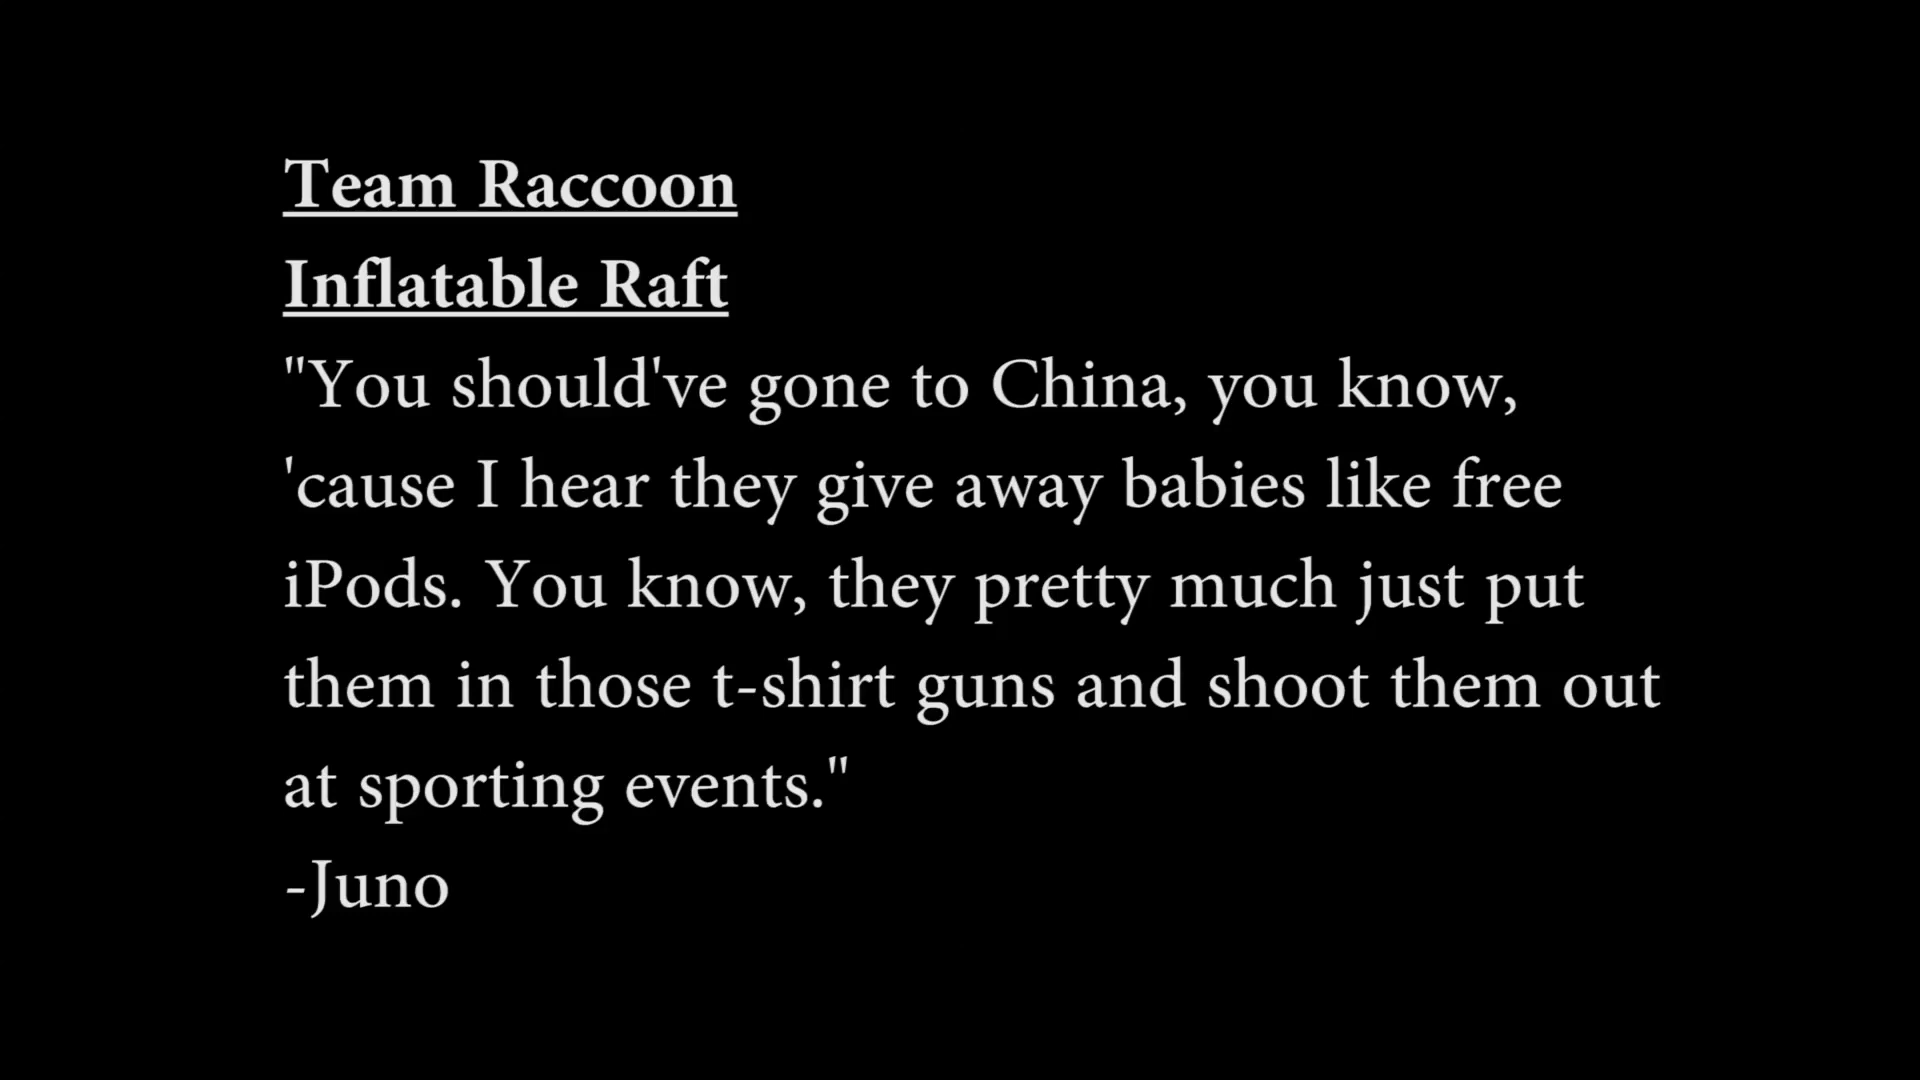 Team Raccoon
Inflatable Raft
"You should've gone to China, you know,
'cause I hear they give away babies like free
iPods. You know, they pretty much just put
them in those t-shirt guns and shoot them out
at sporting events."
-Juno